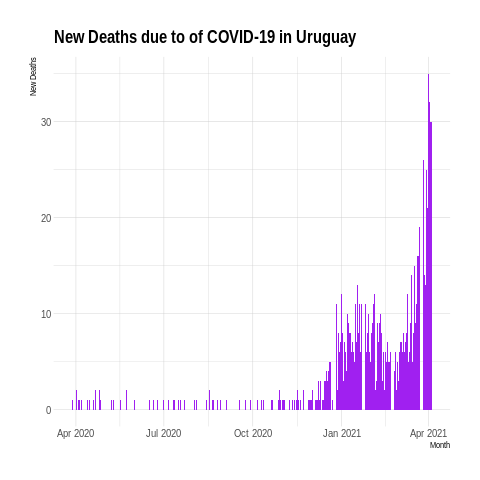 New Deaths due to of COVID-19 in Uruguay
New Deaths
30
20
10
0
Apr 2020 Jul 2020 Oct 2020 Jan 2021 Apr 2021
Month